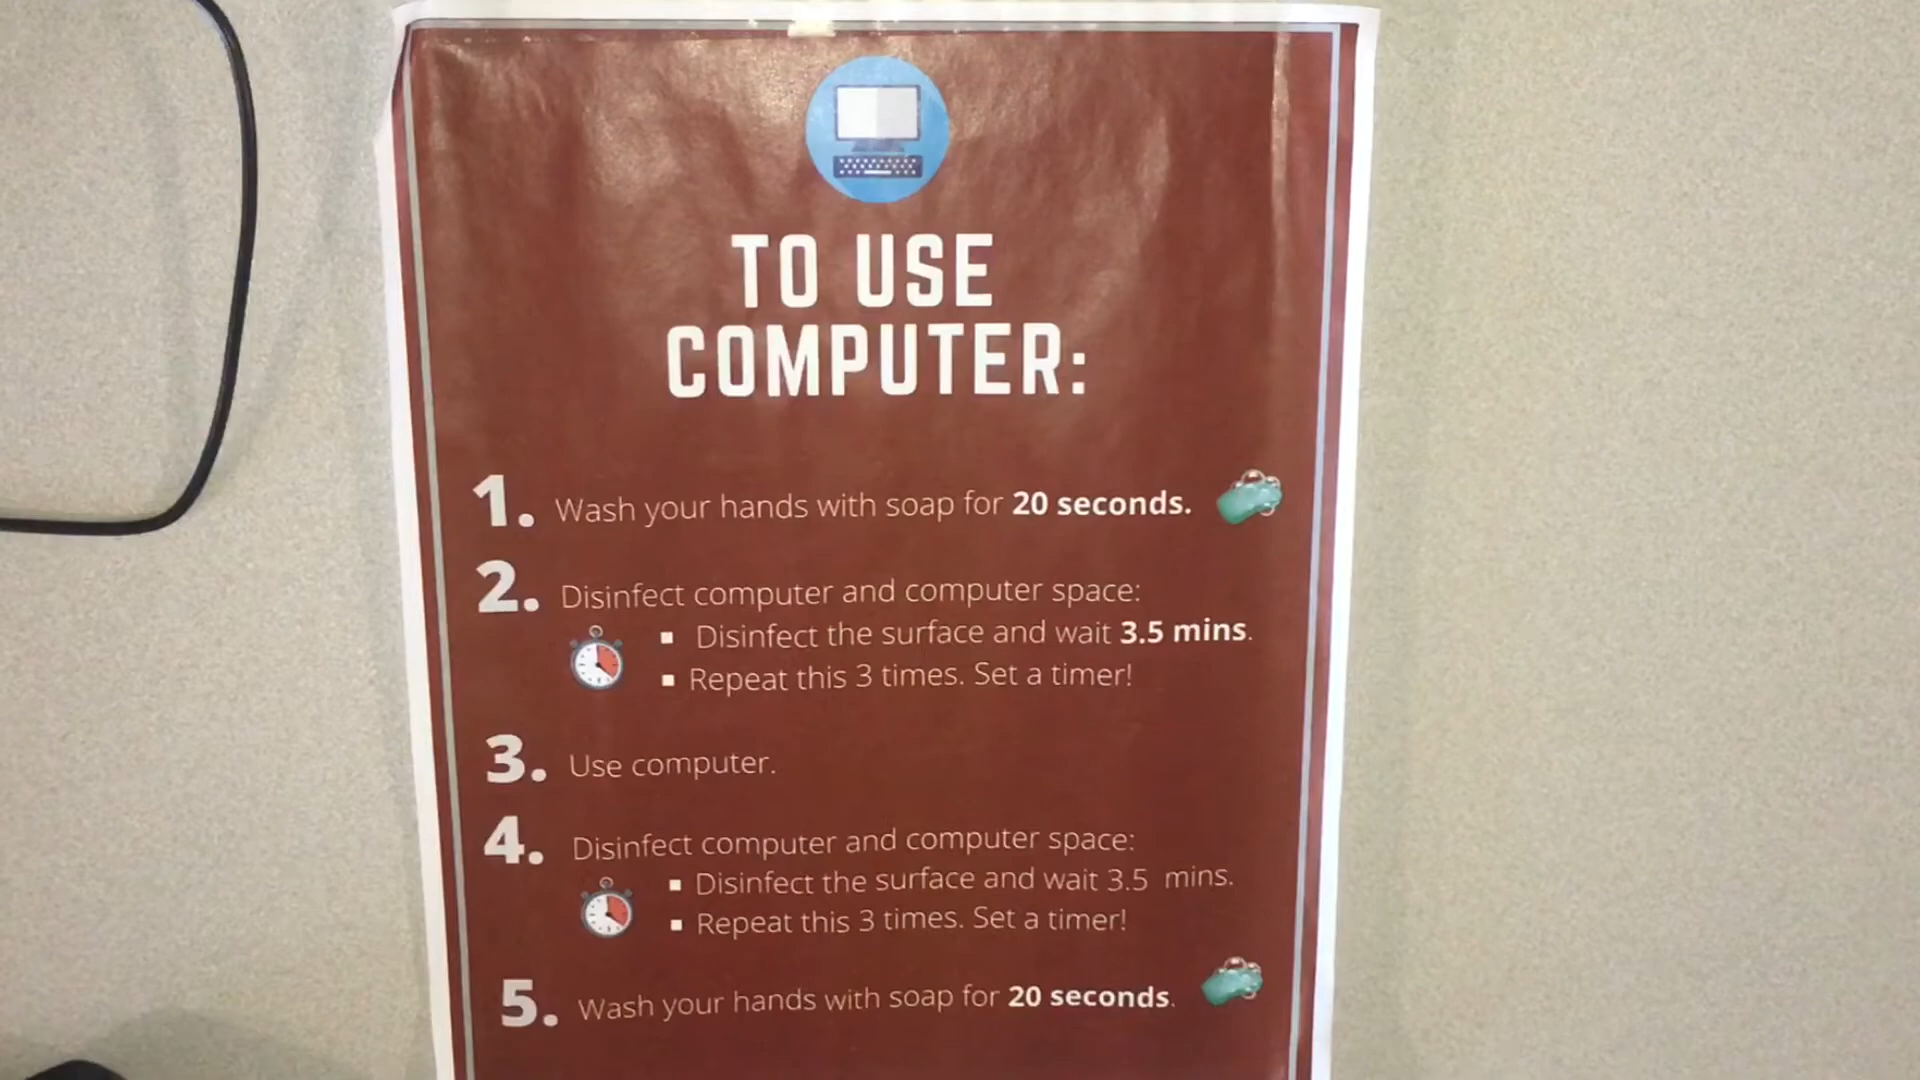 TO USE
COMPUTER:
1. Wash your hands with soap for 20 seconds.
2. Disinfect computer and computer space:
▪ Disinfect the surface and wait 3.5 mins.
▪ Repeat this 3 times. Set a timer!
3. Use computer.
4. Disinfect computer and computer space:
▪ Disinfect the surface and wait 3.5 mins.
▪ Repeat this 3 times. Set a timer!
5. Wash your hands with soap for 20 seconds.